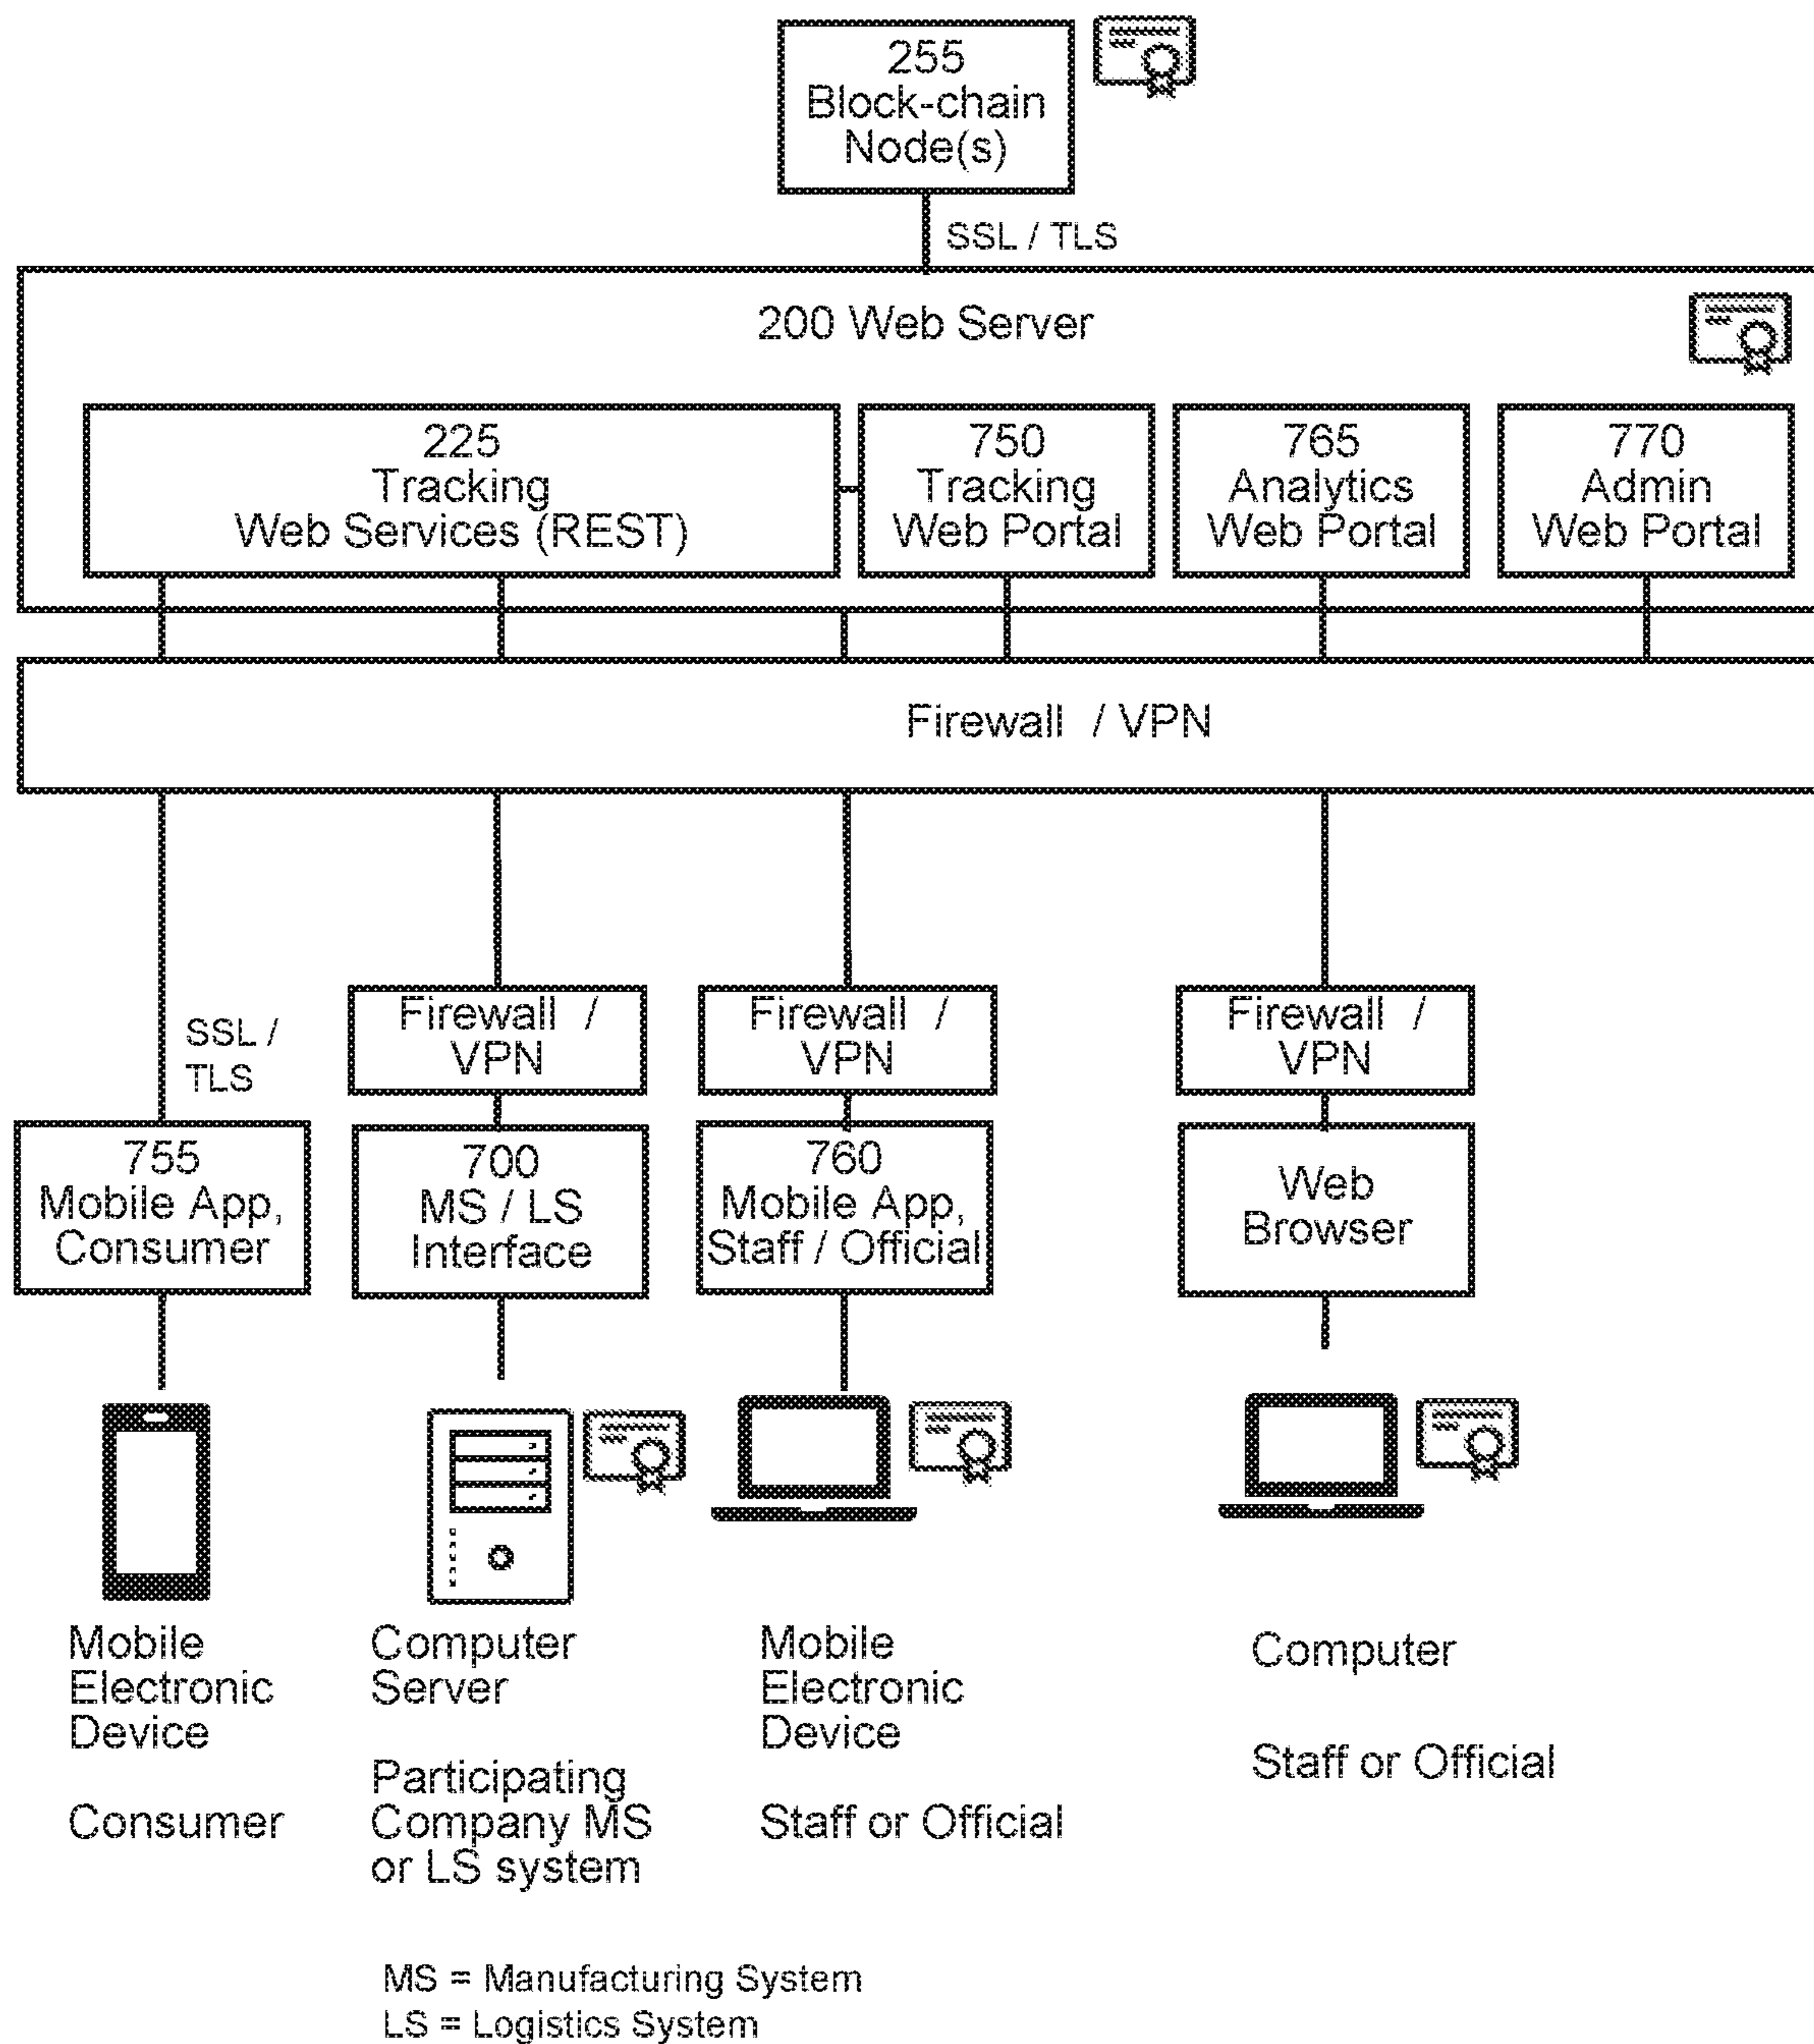 255
Block-chain
Node(s)
SSL / TLS
200 Web Server
225
Tracking
Web Services (REST)
750
Tracking
Web Portal
765
Analytics
Web Portal
770
Admin
Web Portal
Firewall / VPN
SSL /
TLS
Firewall /
VPN
Firewall /
VPN
Firewall /
VPN
755
Mobile App,
Consumer
700
MS / LS
Interface
760
Mobile App,
Staff / Official
Web
Browser
Mobile
Electronic
Device
Consumer
Computer
Server
Participating
Company MS
or LS system
Mobile
Electronic
Device
Staff or Official
Computer
Staff or Official
MS = Manufacturing System
LS = Logistics System